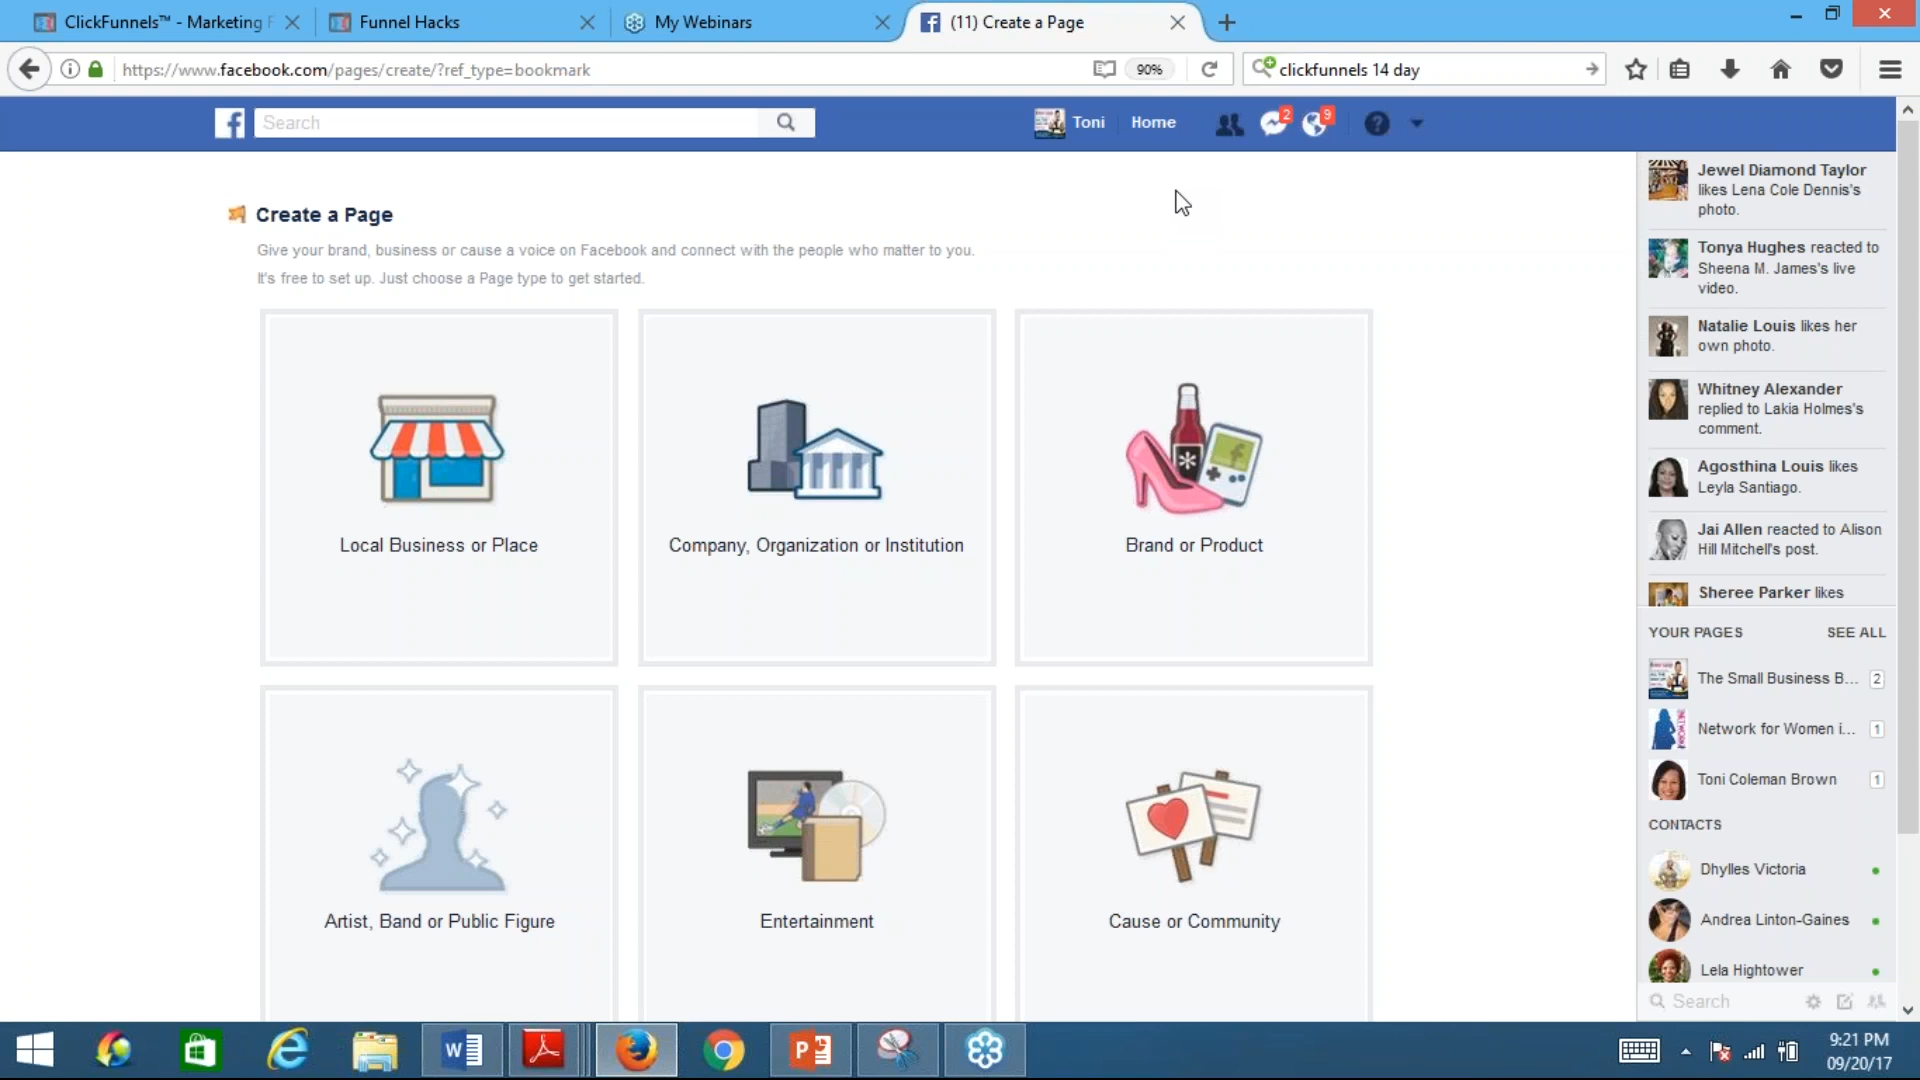 ClickFunnels™ - Marketing F
Funnel Hacks
My Webinars
(11) Create a Page
https://www.facebook.com/pages/create/?ref_type=bookmark
90%
clickfunnels 14 day
Search
Toni
Home
2
9
Create a Page
Give your brand, business or cause a voice on Facebook and connect with the people who matter to you.
It's free to set up. Just choose a Page type to get started.
Local Business or Place
Company, Organization or Institution
Brand or Product
Artist, Band or Public Figure
Entertainment
Cause or Community
Jewel Diamond Taylor
likes Lena Cole Dennis's
photo.
Tonya Hughes reacted to
Sheena M. James's live
video.
Natalie Louis likes her
own photo.
Whitney Alexander
replied to Lakia Holmes's
comment.
Agosthina Louis likes
Leyla Santiago.
Jai Allen reacted to Alison
Hill Mitchell's post.
Sheree Parker likes
YOUR PAGES SEE ALL
The Small Business B... 2
Network for Women i... 1
Toni Coleman Brown 1
CONTACTS
Dhylles Victoria
Andrea Linton-Gaines
Lela Hightower
Search
9:21 PM
09/20/17